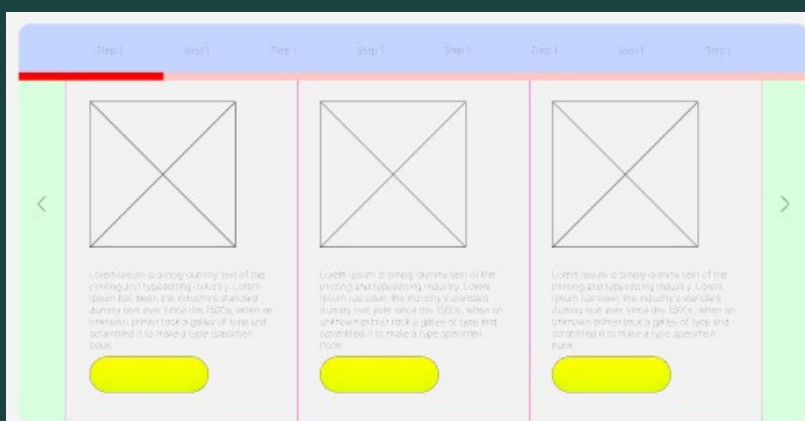 Step 1 Step 1 Step 1 Step 1 Step 1 Step 1 Step 1 Step 1
Lorem Ipsum is simply dummy text of the
printing and typesetting industry. Lorem
Ipsum has been the industry's standard
dummy text ever since the 1500s, when an
unknown printer took a galley of type and
scrambled it to make a type specimen
book.
Lorem Ipsum is simply dummy text of the
printing and typesetting industry. Lorem
Ipsum has been the industry's standard
dummy text ever since the 1500s, when an
unknown printer took a galley of type and
scrambled it to make a type specimen
book.
Lorem Ipsum is simply dummy text of the
printing and typesetting industry. Lorem
Ipsum has been the industry's standard
dummy text ever since the 1500s, when an
unknown printer took a galley of type and
scrambled it to make a type specimen
book.